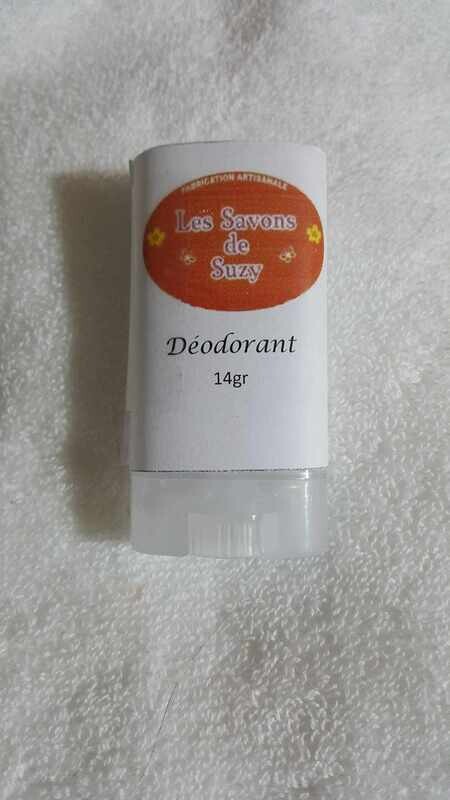 FABRICATION ARTISANALE
Les Savons
de
Suzy
Déodorant
14gr